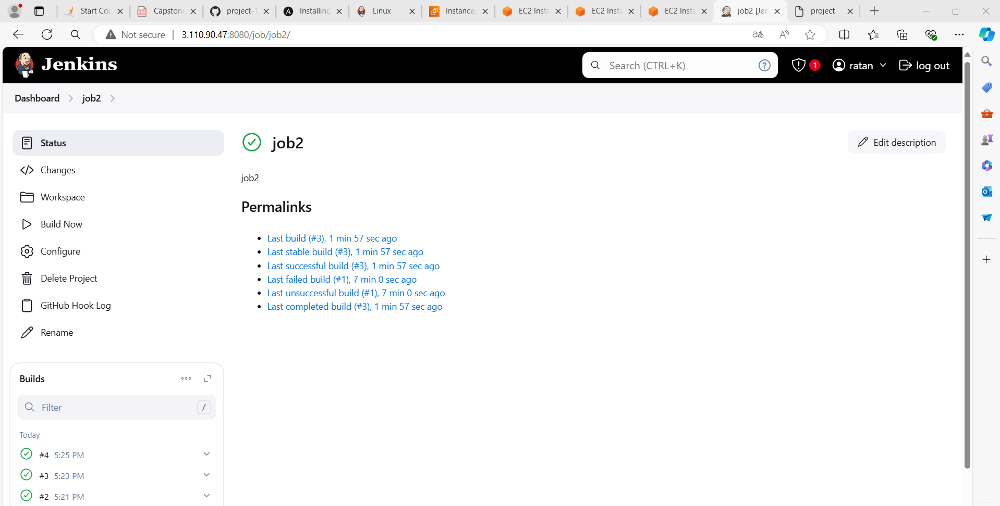 Start Cou
Capstone
project-1
Installing
Linux
Instances
EC2 Insta
EC2 Insta
EC2 Insta
job2 [Jen
project
Not secure
3.110.90.47:8080/job/job2/
Jenkins
Search (CTRL+K)
1
ratan
log out
Dashboard
job2
Status
Changes
Workspace
Build Now
Configure
Delete Project
GitHub Hook Log
Rename
job2
Edit description
job2
Permalinks
Last build (#3), 1 min 57 sec ago
Last stable build (#3), 1 min 57 sec ago
Last successful build (#3), 1 min 57 sec ago
Last failed build (#1), 7 min 0 sec ago
Last unsuccessful build (#1), 7 min 0 sec ago
Last completed build (#3), 1 min 57 sec ago
Builds
Filter
/
Today
#4 5:25 PM
#3 5:23 PM
#2 5:21 PM